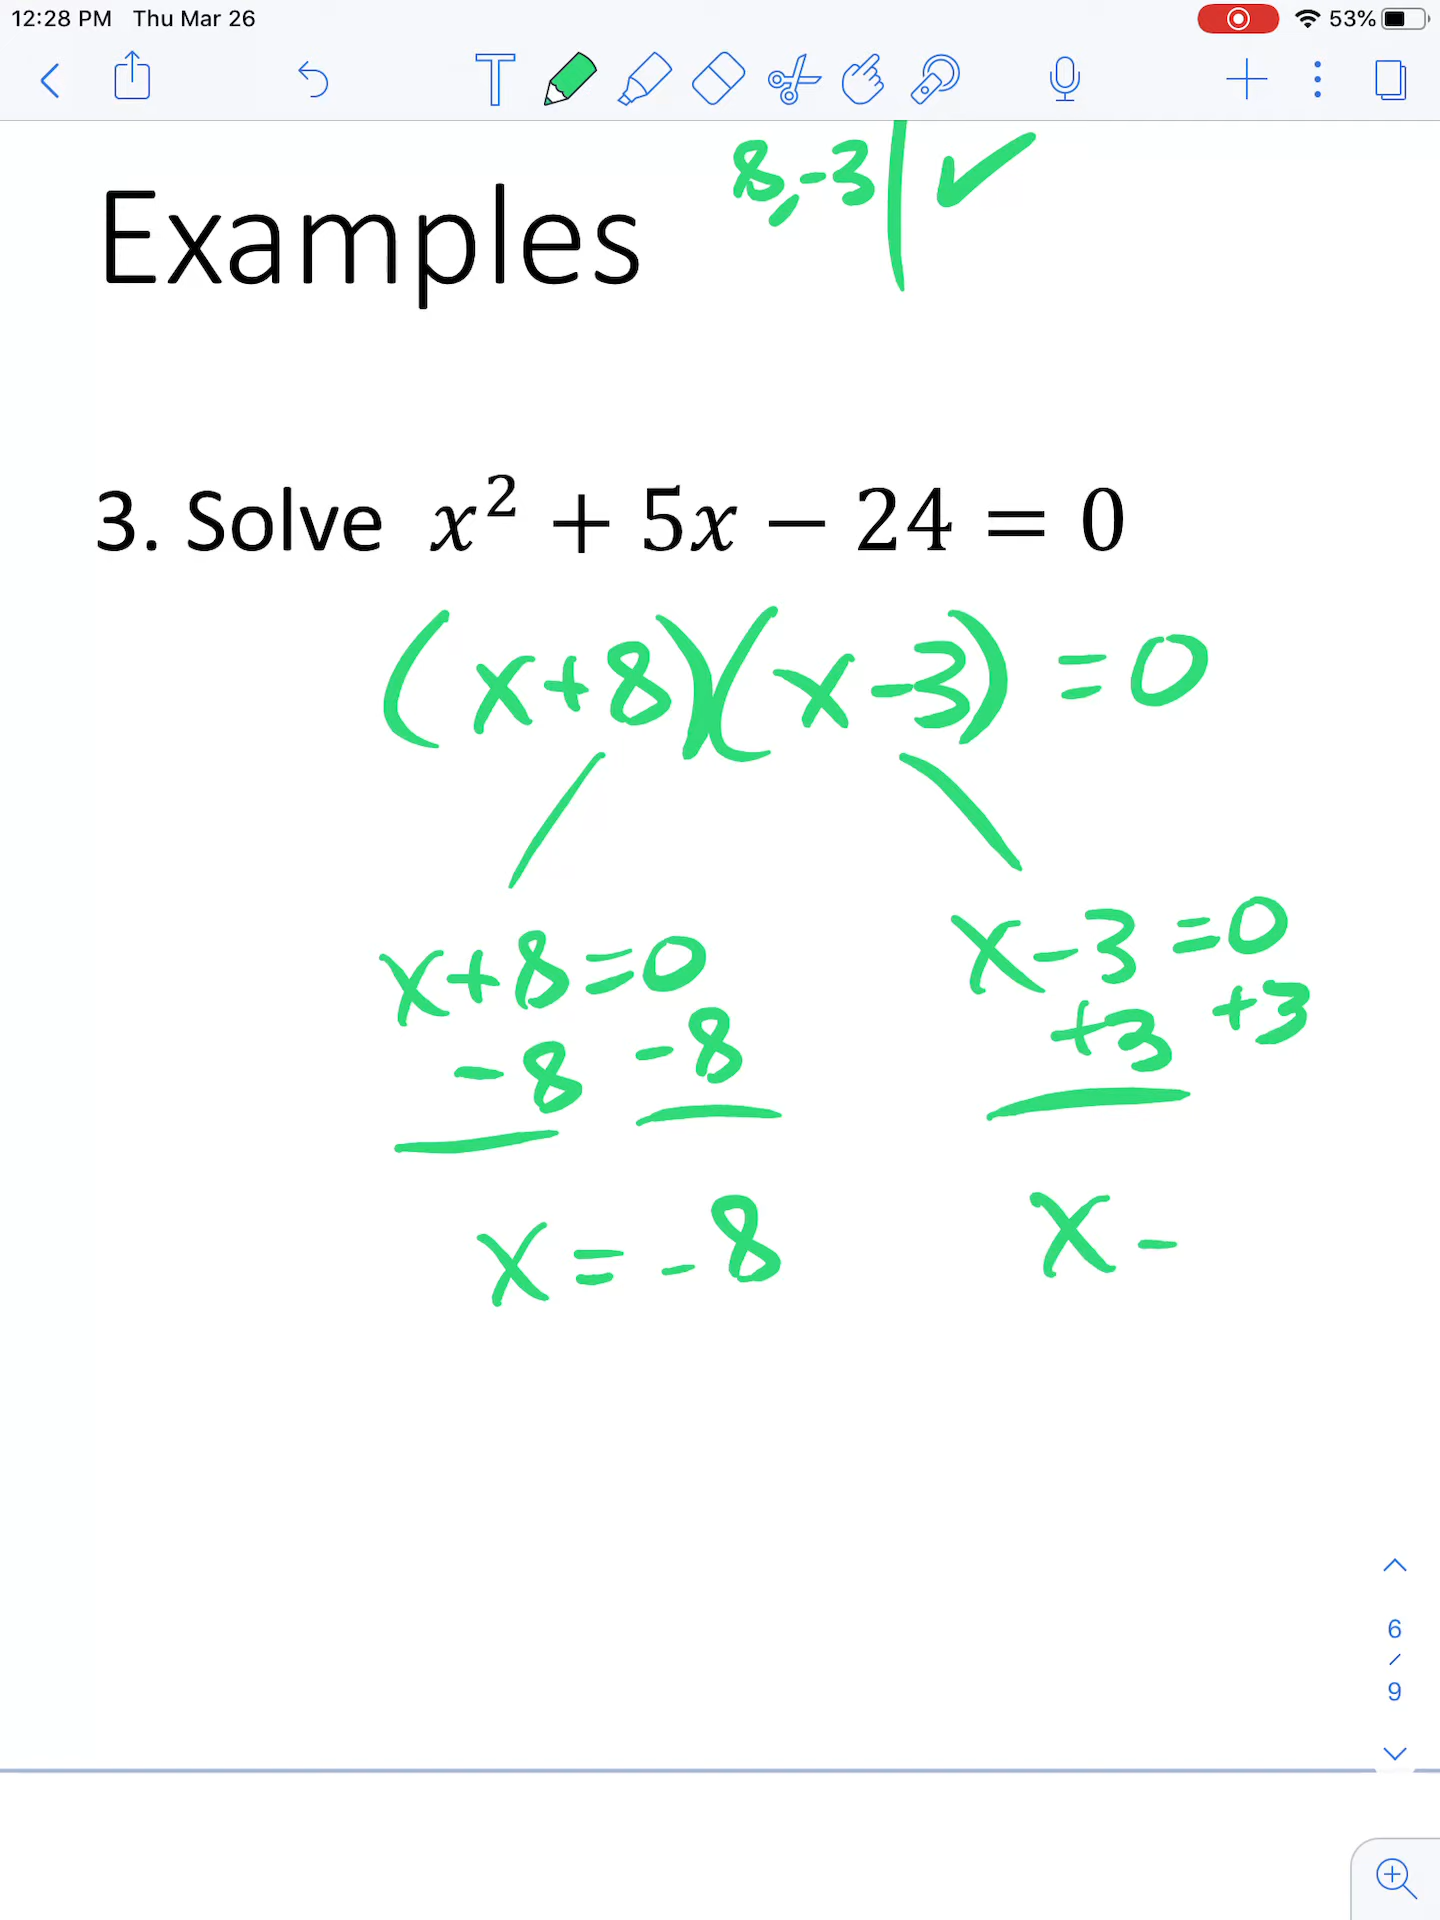 12:28 PM Thu Mar 26 53%
T
8,-3 ✓
Examples
3. Solve x² + 5x − 24 = 0
(x+8)(x-3) =0
x+8=0 x-3=0
-8 -8 +3 +3
x=-8 x -
6
/
9